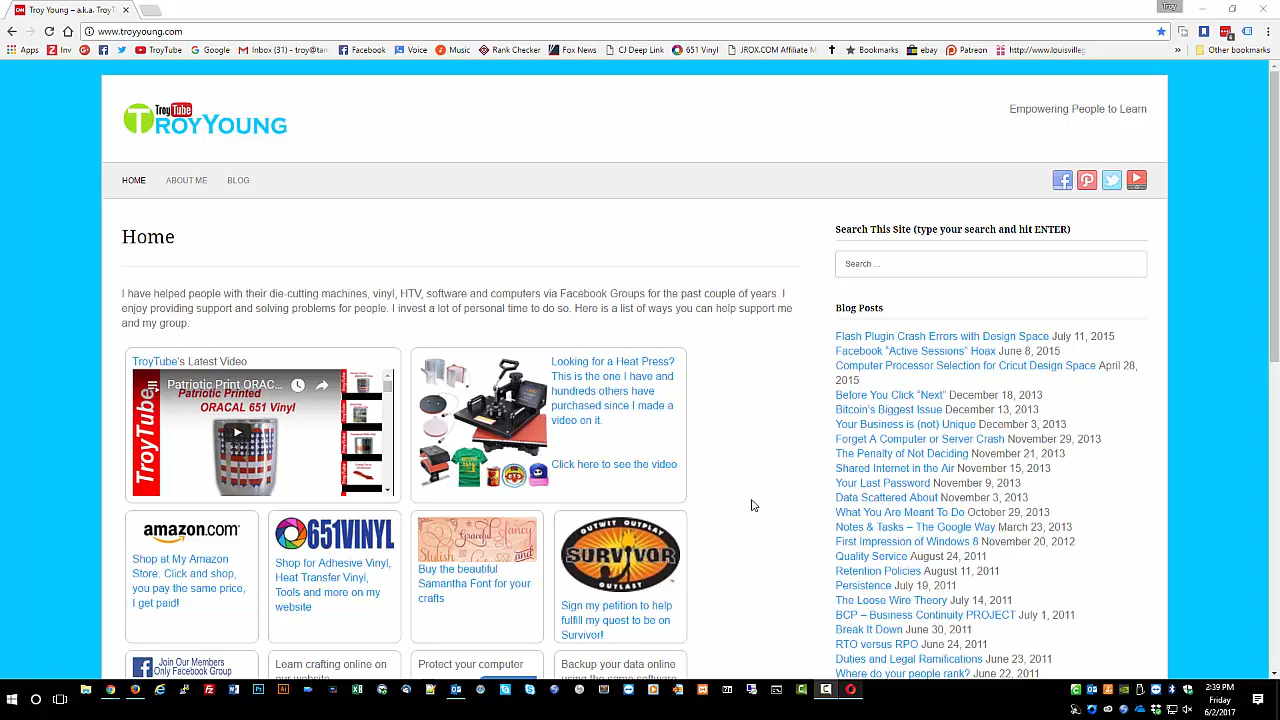 Troy Young – a.k.a. TroyTub
Troy
www.troyyoung.com
Apps
Inv
YouTube
Google
Inbox (31) - troy@tan
Facebook
Voice
Music
Rank Checker
Fox News
CJ Deep Link
651 Vinyl
JROX.COM Affiliate M
Bookmarks
ebay
Patreon
http://www.louisville
Other bookmarks
TroyTube
TROYYOUNG
Empowering People to Learn
HOME
ABOUT ME
BLOG
Home
I have helped people with their die-cutting machines, vinyl, HTV, software and computers via Facebook Groups for the past couple of years. I
enjoy providing support and solving problems for people. I invest a lot of personal time to do so. Here is a list of ways you can help support me
and my group.
TroyTube's Latest Video
Patriotic Print ORAC...
Patriotic Printed
ORACAL 651 Vinyl
TroyTube
Looking for a Heat Press?
This is the one I have and
hundreds others have
purchased since I made a
video on it.
Click here to see the video
amazon.com
Shop at My Amazon
Store. Click and shop,
you pay the same price,
I get paid!
651VINYL
Shop for Adhesive Vinyl,
Heat Transfer Vinyl,
Tools and more on my
website
Graceful Fancy
Stylish and
Buy the beautiful
Samantha Font for your
crafts
OUTWIT OUTPLAY
SURVIVOR
OUTLAST
Sign my petition to help
fulfill my quest to be on
Survivor!
Join Our Members
Only Facebook Group
Learn crafting online on
our website
Protect your computer
Backup your data online
using the same software
Search This Site (type your search and hit ENTER)
Search ...
Blog Posts
Flash Plugin Crash Errors with Design Space July 11, 2015
Facebook "Active Sessions" Hoax June 8, 2015
Computer Processor Selection for Cricut Design Space April 28,
2015
Before You Click "Next" December 18, 2013
Bitcoin's Biggest Issue December 13, 2013
Your Business is (not) Unique December 3, 2013
Forget A Computer or Server Crash November 29, 2013
The Penalty of Not Deciding November 21, 2013
Shared Internet in the Air November 15, 2013
Your Last Password November 9, 2013
Data Scattered About November 3, 2013
What You Are Meant To Do October 29, 2013
Notes & Tasks – The Google Way March 23, 2013
First Impression of Windows 8 November 20, 2012
Quality Service August 24, 2011
Retention Policies August 11, 2011
Persistence July 19, 2011
The Loose Wire Theory July 14, 2011
BCP – Business Continuity PROJECT July 1, 2011
Break It Down June 30, 2011
RTO versus RPO June 24, 2011
Duties and Legal Ramifications June 23, 2011
Where do your people rank? June 22, 2011
2:39 PM
Friday
6/2/2017